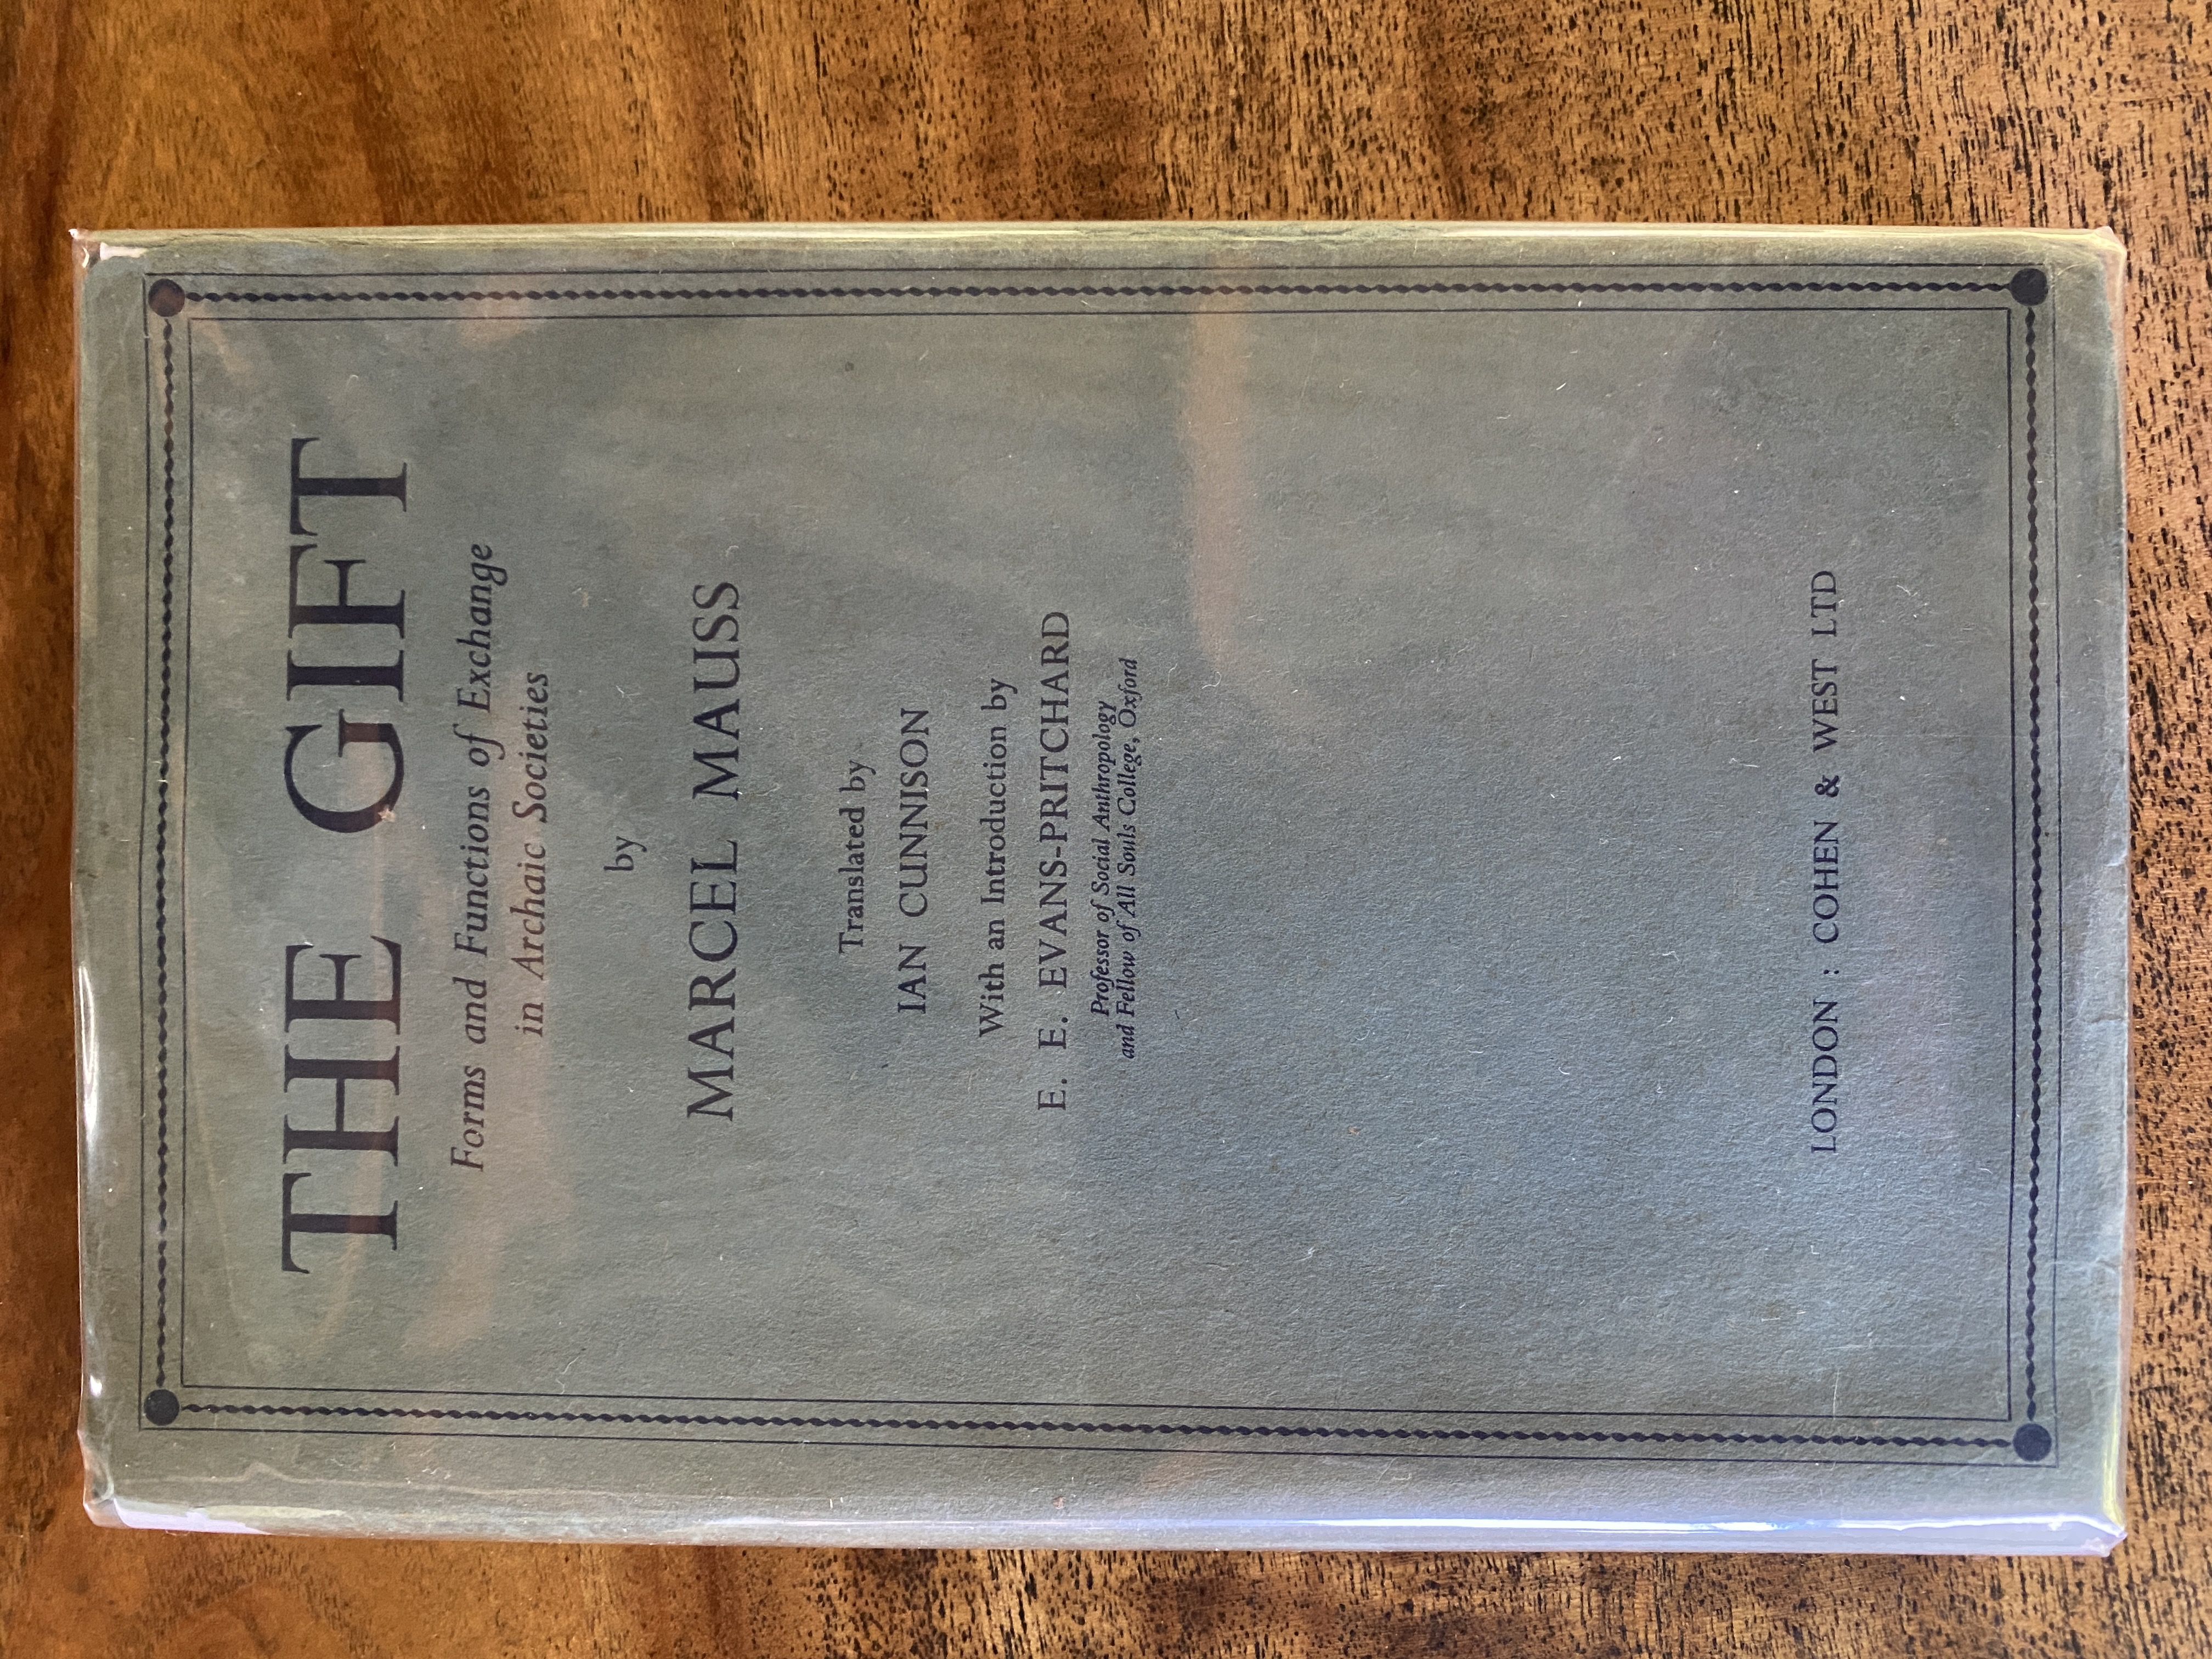 THE GIFT
Forms and Functions of Exchange
in Archaic Societies
by
MARCEL MAUSS
Translated by
IAN CUNNISON
With an Introduction by
E. E. EVANS-PRITCHARD
Professor of Social Anthropology
and Fellow of All Souls College, Oxford
LONDON : COHEN & WEST LTD